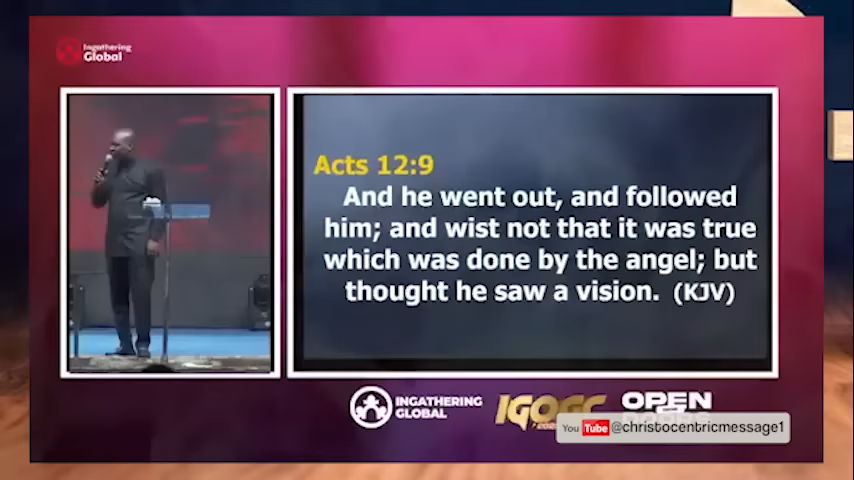 Ingathering
Global
Acts 12:9
And he went out, and followed
him; and wist not that it was true
which was done by the angel; but
thought he saw a vision. (KJV)
INGATHERING
GLOBAL
IGOGC
OPEN
You Tube @christocentricmessage1